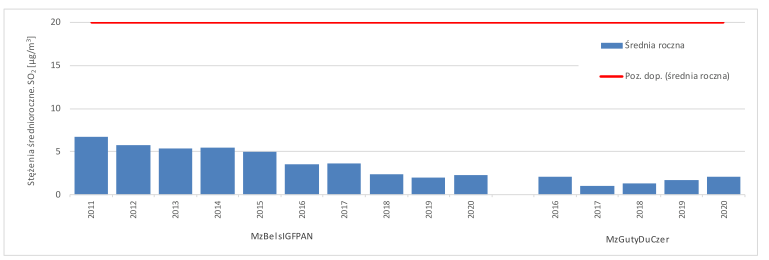 Stężenia średnioroczne. SO₂ [µg/m³]
20
15
10
5
0
Średnia roczna
Poz. dop. (średnia roczna)
2011 2012 2013 2014 2015 2016 2017 2018 2019 2020 2016 2017 2018 2019 2020
MzBelsIGFPAN MzGutyDuCzer